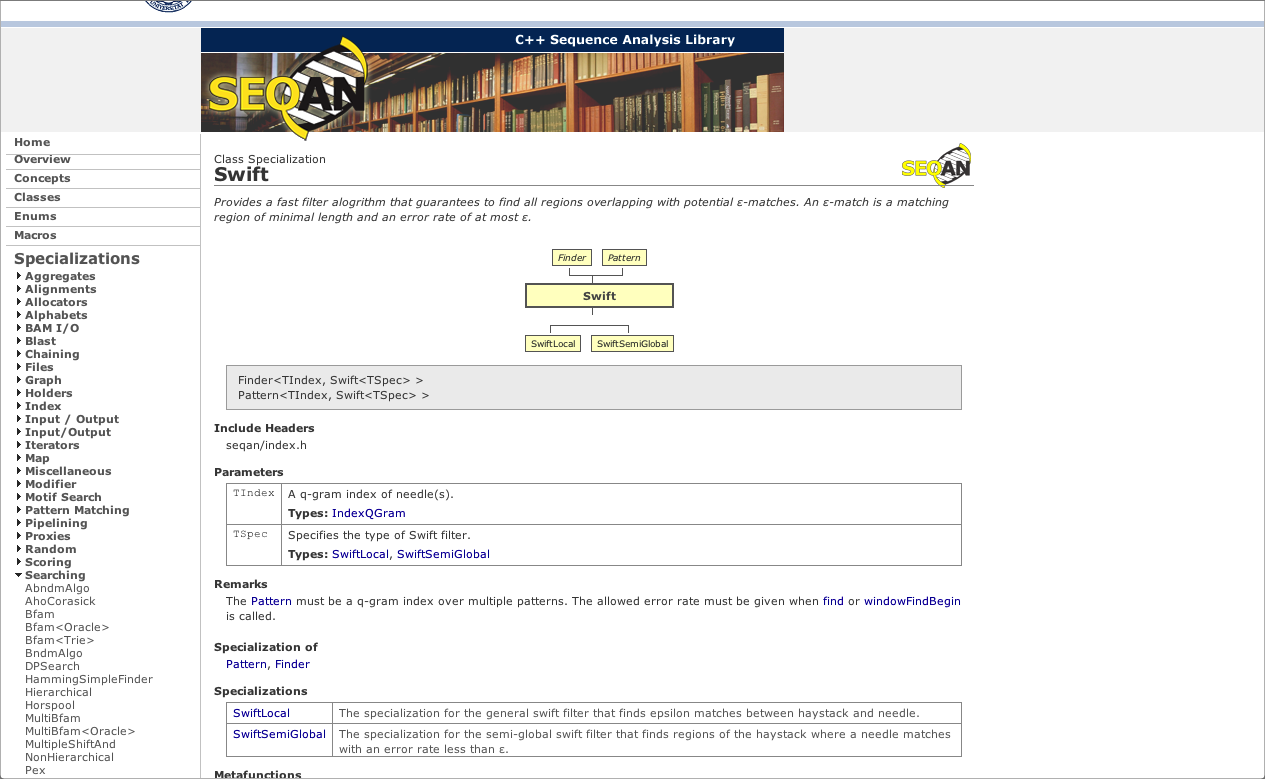 C++ Sequence Analysis Library
SEQAN
Home
Overview
Concepts
Classes
Enums
Macros
Specializations
Aggregates
Alignments
Allocators
Alphabets
BAM I/O
Blast
Chaining
Files
Graph
Holders
Index
Input / Output
Input/Output
Iterators
Map
Miscellaneous
Modifier
Motif Search
Pattern Matching
Pipelining
Proxies
Random
Scoring
Searching
AbndmAlgo
AhoCorasick
Bfam
Bfam<Oracle>
Bfam<Trie>
BndmAlgo
DPSearch
HammingSimpleFinder
Hierarchical
Horspool
MultiBfam
MultiBfam<Oracle>
MultipleShiftAnd
NonHierarchical
Pex
Class Specialization
Swift
SEQAN
Provides a fast filter alogrithm that guarantees to find all regions overlapping with potential ε-matches. An ε-match is a matching
region of minimal length and an error rate of at most ε.
Finder Pattern
Swift
SwiftLocal SwiftSemiGlobal
Finder<TIndex, Swift<TSpec> >
Pattern<TIndex, Swift<TSpec> >
Include Headers
seqan/index.h
Parameters
TIndex A q-gram index of needle(s).
Types: IndexQGram
TSpec Specifies the type of Swift filter.
Types: SwiftLocal, SwiftSemiGlobal
Remarks
The Pattern must be a q-gram index over multiple patterns. The allowed error rate must be given when find or windowFindBegin
is called.
Specialization of
Pattern, Finder
Specializations
SwiftLocal The specialization for the general swift filter that finds epsilon matches between haystack and needle.
SwiftSemiGlobal The specialization for the semi-global swift filter that finds regions of the haystack where a needle matches
with an error rate less than ε.
Metafunctions